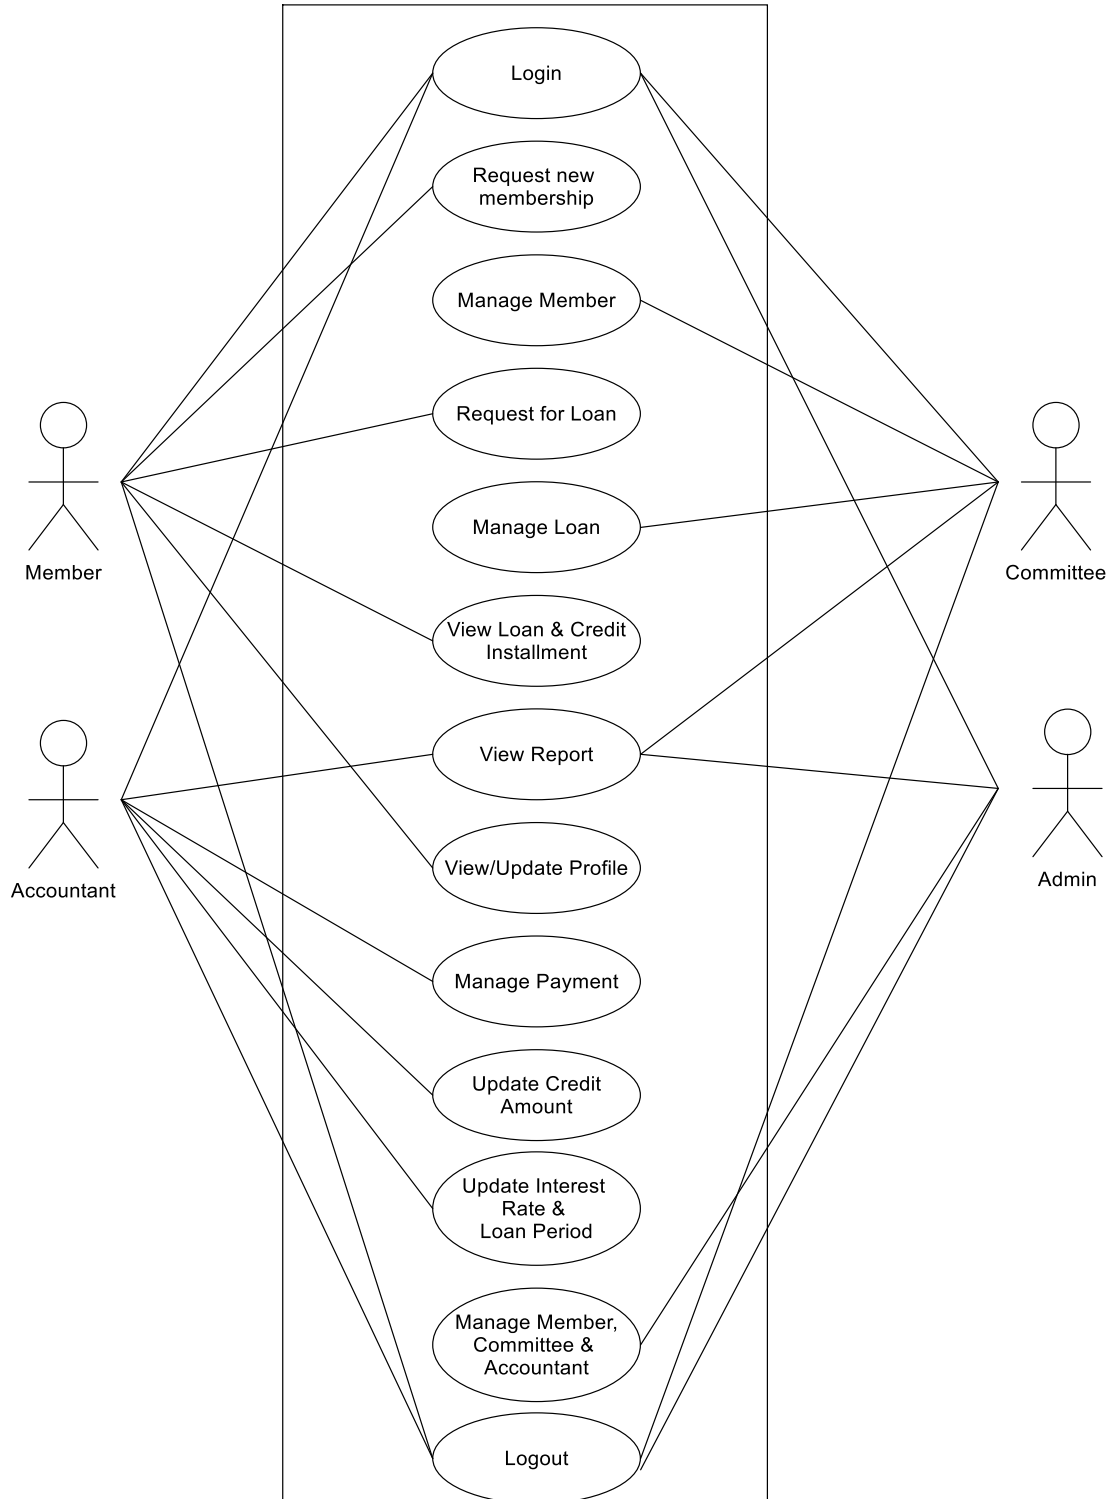 Login
Request new
membership
Manage Member
Request for Loan
Manage Loan
Member
Committee
View Loan & Credit
Installment
View Report
View/Update Profile
Accountant
Admin
Manage Payment
Update Credit
Amount
Update Interest
Rate &
Loan Period
Manage Member,
Committee &
Accountant
Logout